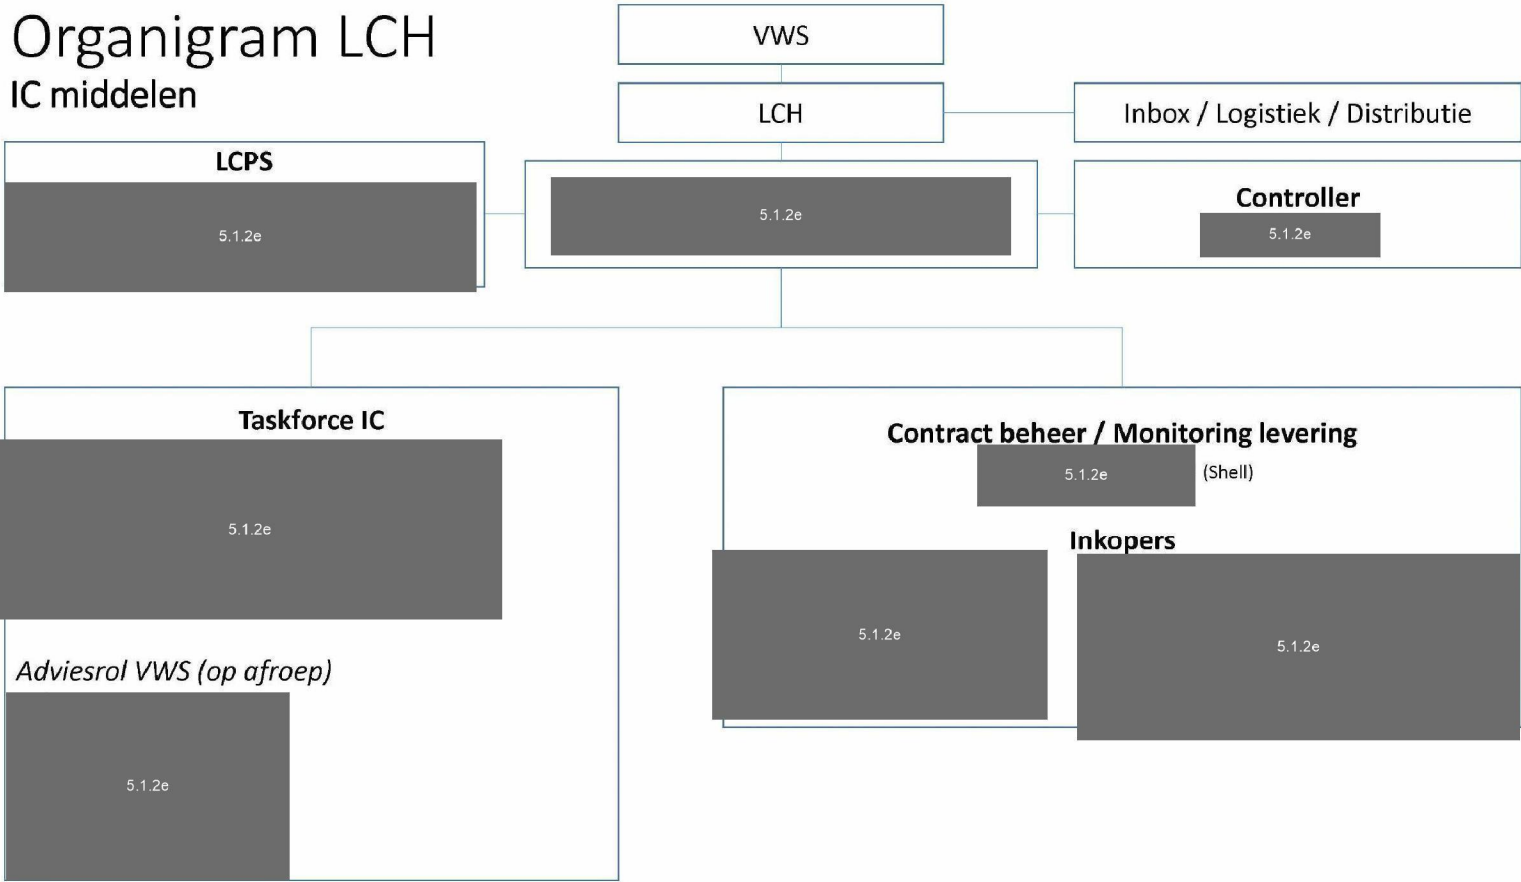 Organigram LCH
IC middelen
VWS
LCH
Inbox / Logistiek / Distributie
LCPS
5.1.2e
5.1.2e
Controller
5.1.2e
Taskforce IC
5.1.2e
Adviesrol VWS (op afroep)
5.1.2e
Contract beheer / Monitoring levering
5.1.2e (Shell)
Inkopers
5.1.2e
5.1.2e